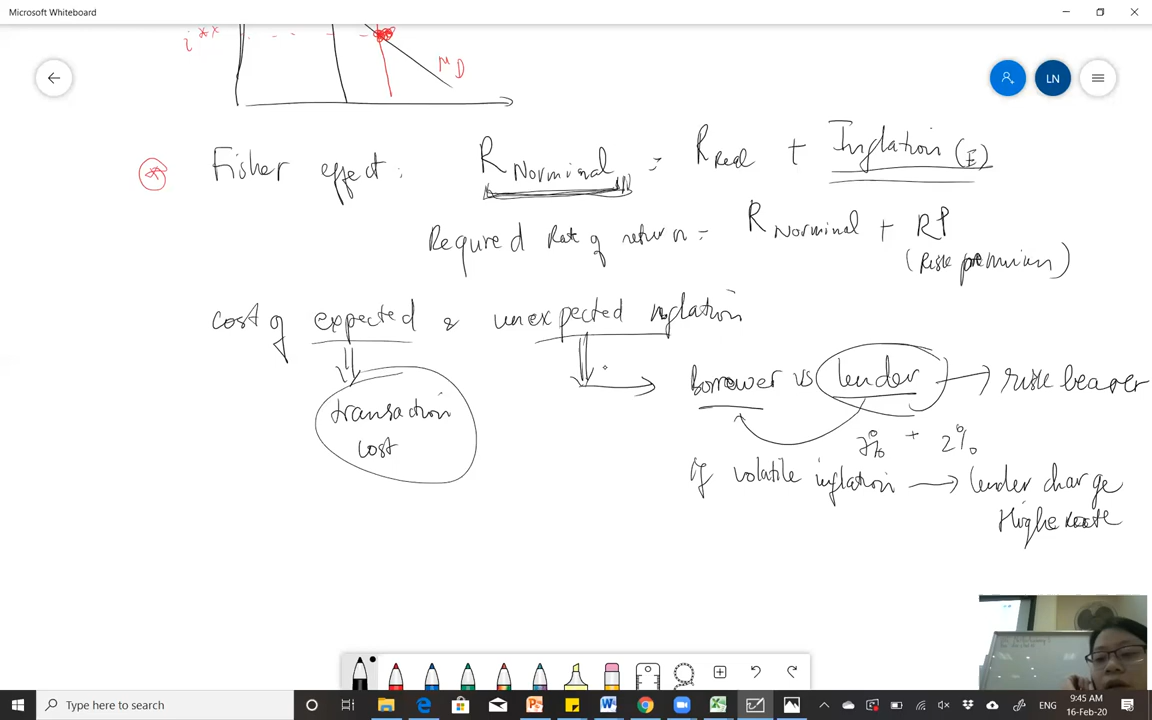 Microsoft Whiteboard
i**
MD
LN
Fisher effect: R Norminal = R Real + Inflation (E)
Required Rate of return = R Norminal + RP
(Risk premium)
cost of expected & unexpected inflation
transaction
cost
Borrower vs lender → risk bearer
7% + 2%
If volatile inflation → lender charge
Higher rate
Type here to search
ENG
9:45 AM
16-Feb-20